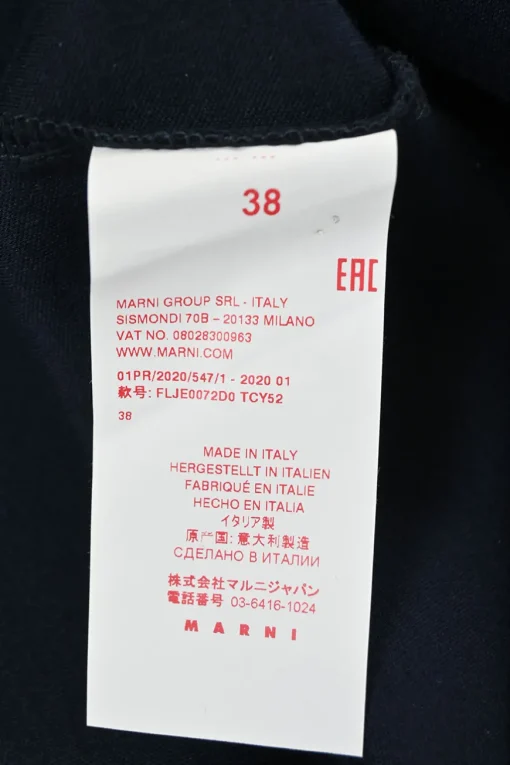 38
EAC
MARNI GROUP SRL - ITALY
SISMONDI 70B – 20133 MILANO
VAT NO. 08028300963
WWW.MARNI.COM
01PR/2020/547/1 - 2020 01
款号: FLJE0072D0 TCY52
38
MADE IN ITALY
HERGESTELLT IN ITALIEN
FABRIQUÉ EN ITALIE
HECHO EN ITALIA
イタリア製
原产国: 意大利製造
СДЕЛАНО В ИТАЛИИ
株式会社マルニジャパン
電話番号 03-6416-1024
MARNI